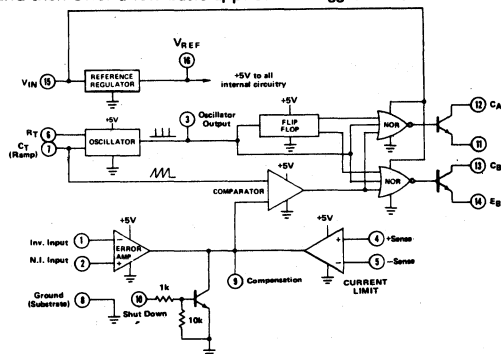 VREF
16
VIN 15
REFERENCE
REGULATOR
+5V to all
internal circuitry
3 Oscillator
Output
+5V
FLIP
FLOP
NOR
12 CA
11
RT 6
CT 7
(Ramp)
+5V
OSCILLATOR
NOR
13 CB
14 EB
COMPARATOR
+5V
+5V
+5V
Inv. Input 1
N.I. Input 2
ERROR
AMP
4 +Sense
5 −Sense
9 Compensation
CURRENT
LIMIT
Ground 8
(Substrate)
10 1k
Shut Down
10k